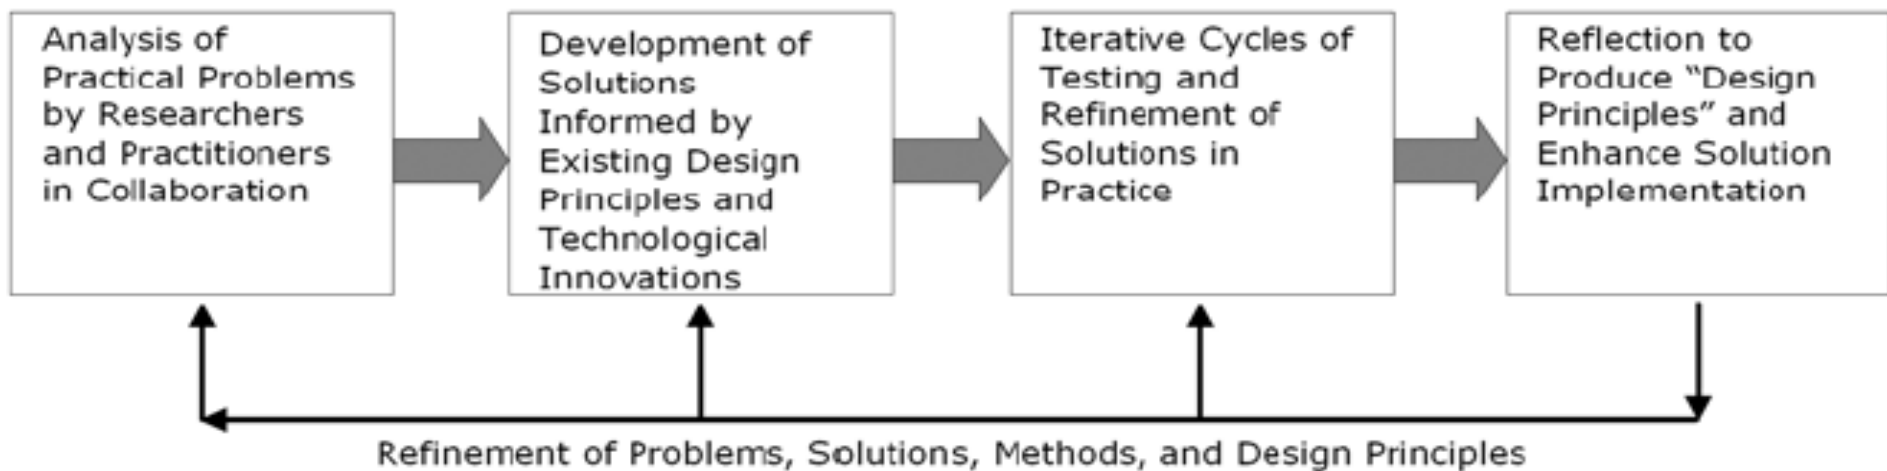 Analysis of
Practical Problems
by Researchers
and Practitioners
in Collaboration
Development of
Solutions
Informed by
Existing Design
Principles and
Technological
Innovations
Iterative Cycles of
Testing and
Refinement of
Solutions in
Practice
Reflection to
Produce “Design
Principles” and
Enhance Solution
Implementation
Refinement of Problems, Solutions, Methods, and Design Principles